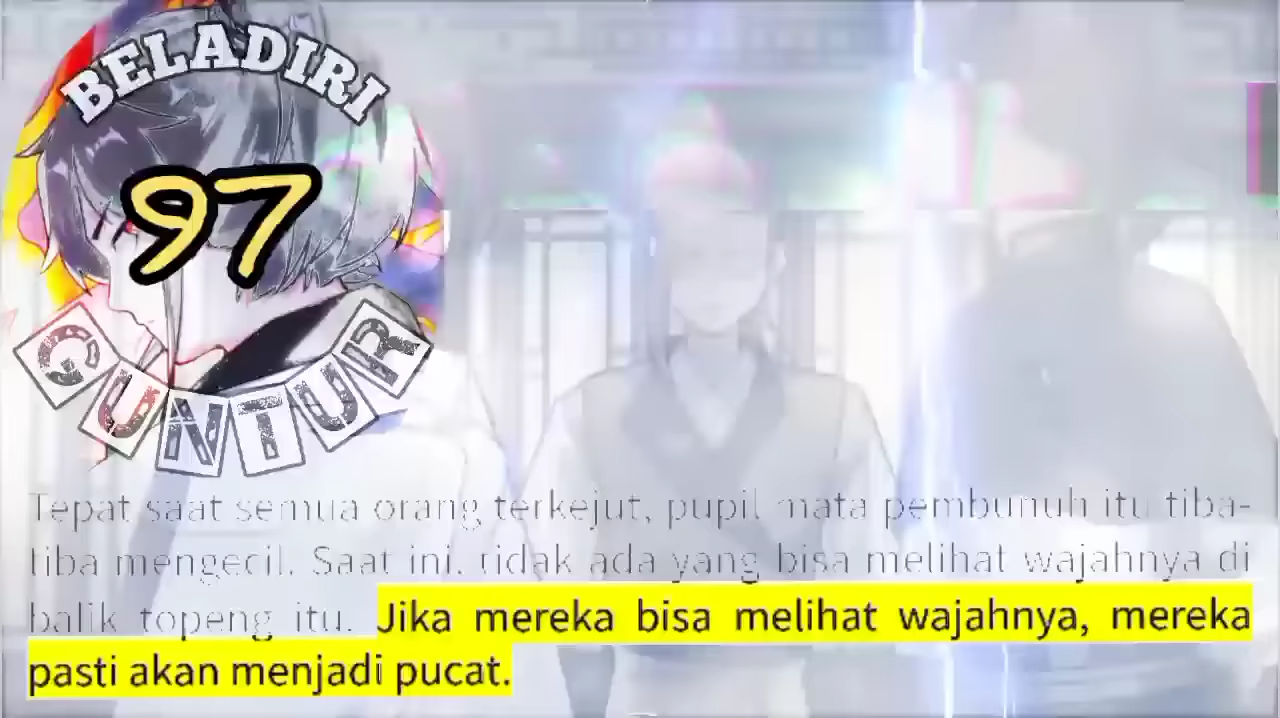 BELADIRI
97
GUNTUR
Tepat saat semua orang terkejut, pupil mata pembunuh itu tiba-
tiba mengecil. Saat ini, tidak ada yang bisa melihat wajahnya di
balik topeng itu. Jika mereka bisa melihat wajahnya, mereka
pasti akan menjadi pucat.